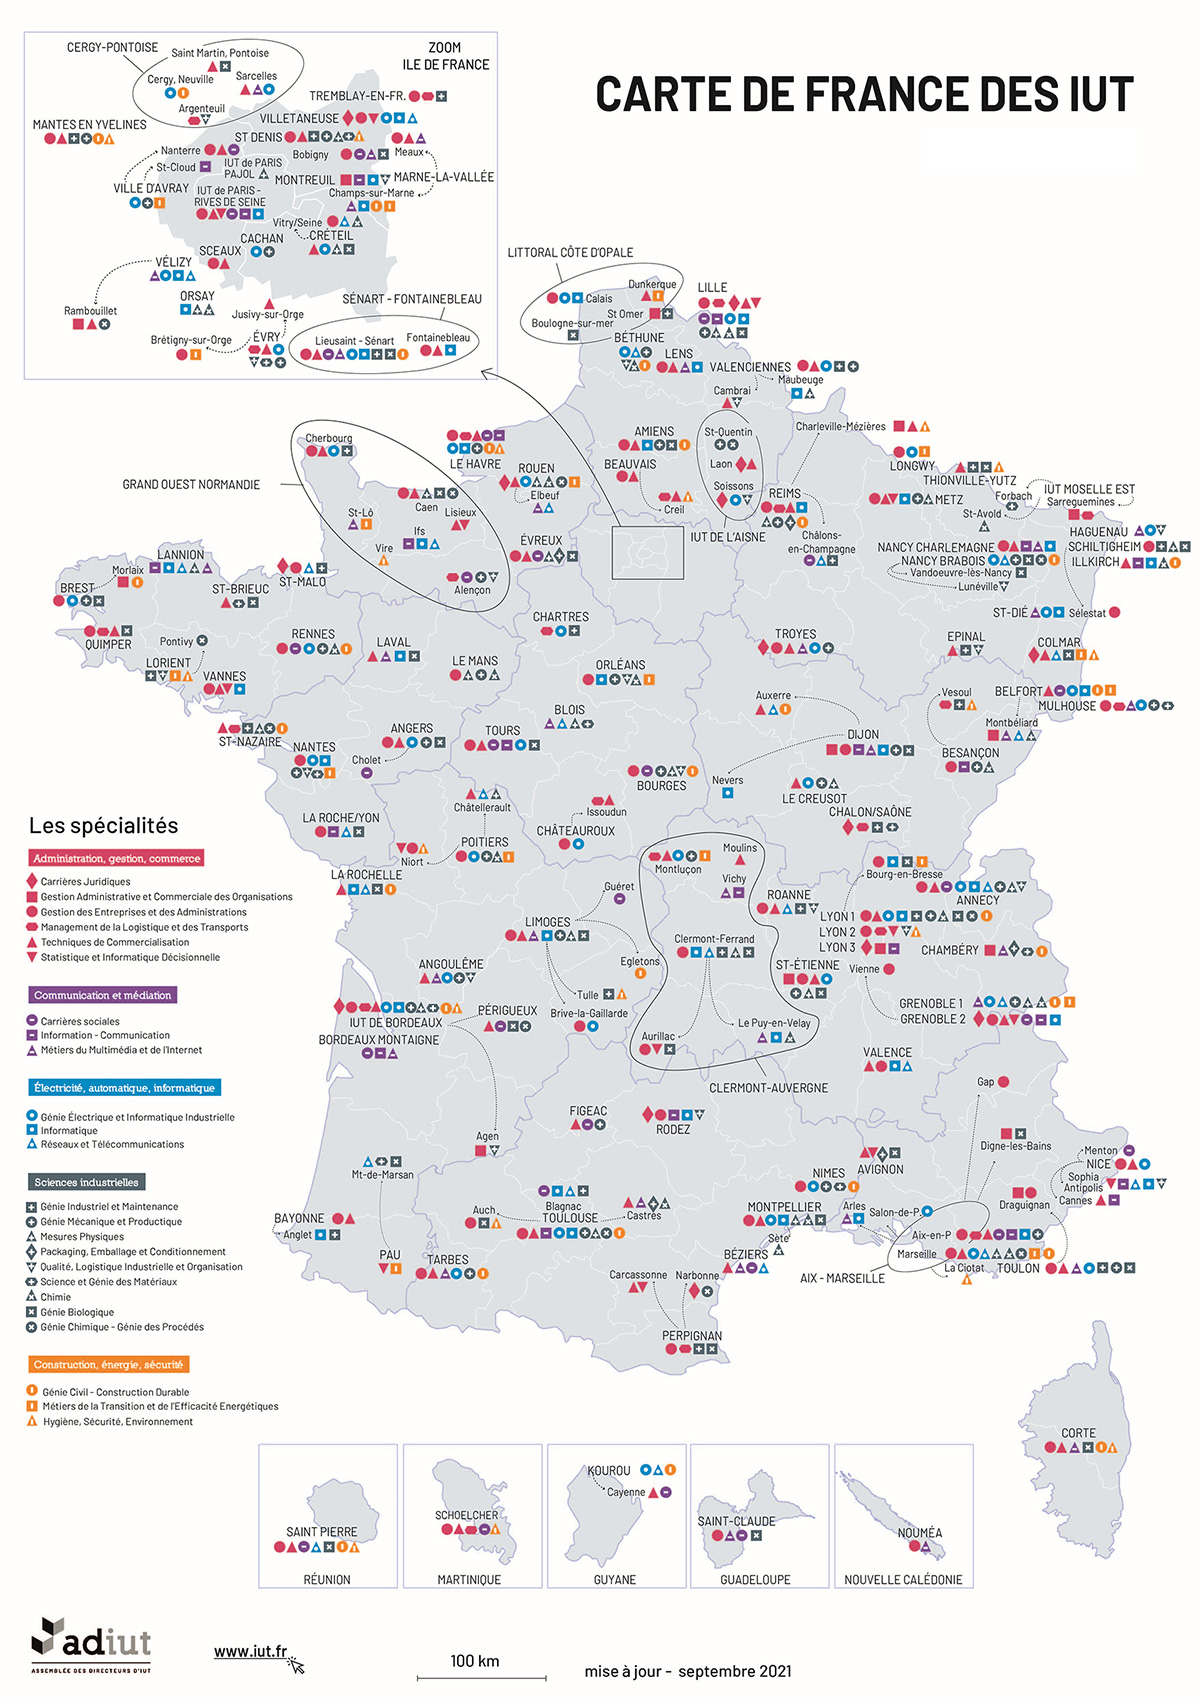 CARTE DE FRANCE DES IUT
ZOOM
ILE DE FRANCE
CERGY-PONTOISE
Saint Martin, Pontoise
Cergy, Neuville
Sarcelles
Argenteuil
MANTES EN YVELINES
TREMBLAY-EN-FR.
VILLETANEUSE
ST DENIS
Bobigny
Meaux
Nanterre
St-Cloud
IUT de PARIS
PAJOL
MONTREUIL
MARNE-LA-VALLÉE
VILLE D'AVRAY
IUT de PARIS -
RIVES DE SEINE
Champs-sur-Marne
Vitry/Seine
CRÉTEIL
CACHAN
SCEAUX
VÉLIZY
ORSAY
SÉNART - FONTAINEBLEAU
Rambouillet
Juvisy-sur-Orge
Brétigny-sur-Orge
ÉVRY
Lieusaint - Sénart
Fontainebleau
LITTORAL CÔTE D'OPALE
Dunkerque
Calais
St Omer
Boulogne-sur-mer
LILLE
BÉTHUNE
LENS
VALENCIENNES
Maubeuge
Cambrai
Charleville-Mézières
AMIENS
St-Quentin
BEAUVAIS
Laon
Soissons
Creil
IUT DE L'AISNE
REIMS
Châlons-
en-Champagne
LONGWY
THIONVILLE-YUTZ
METZ
Forbach
IUT MOSELLE EST
Sarreguemines
St-Avold
HAGUENAU
NANCY CHARLEMAGNE
SCHILTIGHEIM
NANCY BRABOIS
ILLKIRCH
Vandoeuvre-lès-Nancy
Lunéville
ST-DIÉ
Sélestat
GRAND OUEST NORMANDIE
Cherbourg
LE HAVRE
ROUEN
Elbeuf
Caen
Lisieux
St-Lô
Ifs
Vire
ÉVREUX
Alençon
LANNION
Morlaix
BREST
ST-BRIEUC
ST-MALO
QUIMPER
Pontivy
RENNES
LORIENT
VANNES
LAVAL
CHARTRES
LE MANS
ORLÉANS
TROYES
EPINAL
COLMAR
BLOIS
Auxerre
Vesoul
BELFORT
MULHOUSE
Montbéliard
ST-NAZAIRE
ANGERS
TOURS
DIJON
BESANÇON
NANTES
Cholet
BOURGES
Nevers
LE CREUSOT
Châtellerault
Issoudun
CHALON/SAÔNE
LA ROCHE/YON
CHÂTEAUROUX
POITIERS
Niort
Moulins
Montluçon
Vichy
LA ROCHELLE
Guéret
ROANNE
Bourg-en-Bresse
ANNECY
LIMOGES
LYON 1
LYON 2
LYON 3
CHAMBÉRY
Clermont-Ferrand
Egletons
ANGOULÊME
ST-ÉTIENNE
Vienne
Tulle
Brive-la-Gaillarde
PÉRIGUEUX
IUT DE BORDEAUX
BORDEAUX MONTAIGNE
Le Puy-en-Velay
Aurillac
GRENOBLE 1
GRENOBLE 2
CLERMONT-AUVERGNE
VALENCE
Gap
FIGEAC
RODEZ
Agen
Digne-les-Bains
Mt-de-Marsan
AVIGNON
NIMES
Menton
NICE
Sophia
Antipolis
Cannes
Draguignan
Blagnac
TOULOUSE
Castres
Auch
MONTPELLIER
Sète
Arles
Salon-de-P.
Aix-en-P
Marseille
BAYONNE
Anglet
PAU
TARBES
BÉZIERS
La Ciotat
TOULON
AIX - MARSEILLE
Carcassonne
Narbonne
PERPIGNAN
CORTE
Les spécialités
Administration, gestion, commerce
Carrières Juridiques
Gestion Administrative et Commerciale des Organisations
Gestion des Entreprises et des Administrations
Management de la Logistique et des Transports
Techniques de Commercialisation
Statistique et Informatique Décisionnelle
Communication et médiation
Carrières sociales
Information - Communication
Métiers du Multimédia et de l'Internet
Électricité, automatique, informatique
Génie Électrique et Informatique Industrielle
Informatique
Réseaux et Télécommunications
Sciences industrielles
Génie Industriel et Maintenance
Génie Mécanique et Productique
Mesures Physiques
Packaging, Emballage et Conditionnement
Qualité, Logistique Industrielle et Organisation
Science et Génie des Matériaux
Chimie
Génie Biologique
Génie Chimique - Génie des Procédés
Construction, énergie, sécurité
Génie Civil - Construction Durable
Métiers de la Transition et de l'Efficacité Energétiques
Hygiène, Sécurité, Environnement
SAINT PIERRE
RÉUNION
SCHOELCHER
MARTINIQUE
KOUROU
Cayenne
GUYANE
SAINT-CLAUDE
GUADELOUPE
NOUMÉA
NOUVELLE CALÉDONIE
adiut
ASSEMBLÉE DES DIRECTEURS D'IUT
www.iut.fr
100 km
mise à jour - septembre 2021